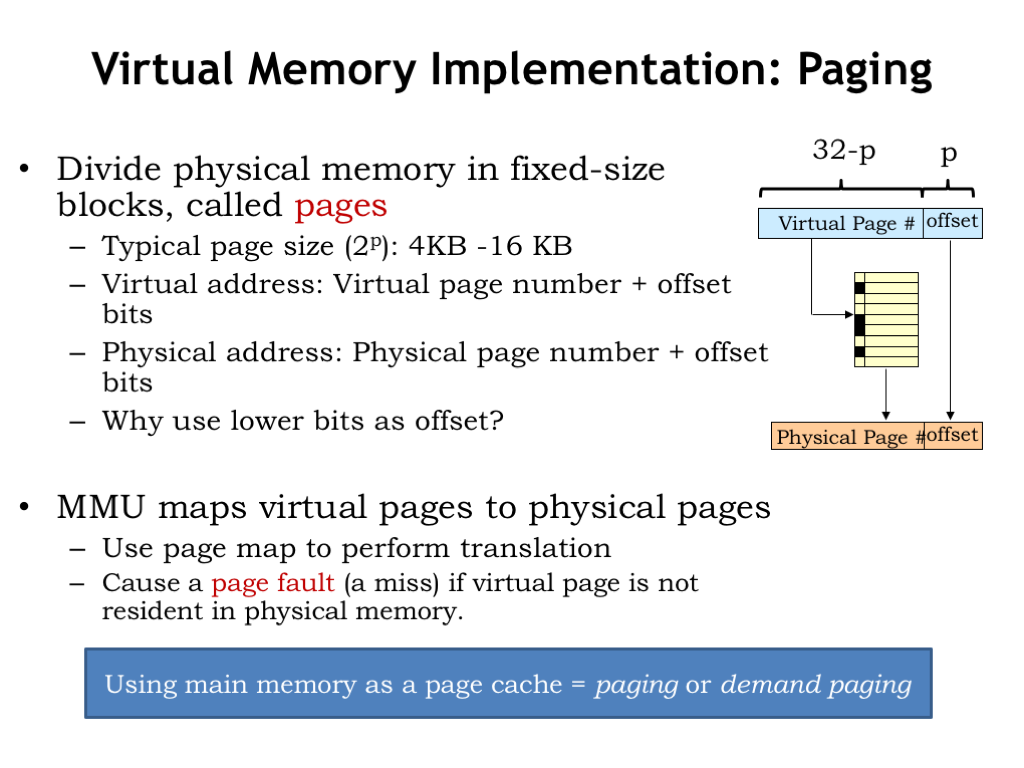 Virtual Memory Implementation: Paging
• Divide physical memory in fixed-size
blocks, called pages
– Typical page size (2ᵖ): 4KB -16 KB
– Virtual address: Virtual page number + offset
bits
– Physical address: Physical page number + offset
bits
– Why use lower bits as offset?
• MMU maps virtual pages to physical pages
– Use page map to perform translation
– Cause a page fault (a miss) if virtual page is not
resident in physical memory.
32-p p
Virtual Page # offset
Physical Page # offset
Using main memory as a page cache = paging or demand paging